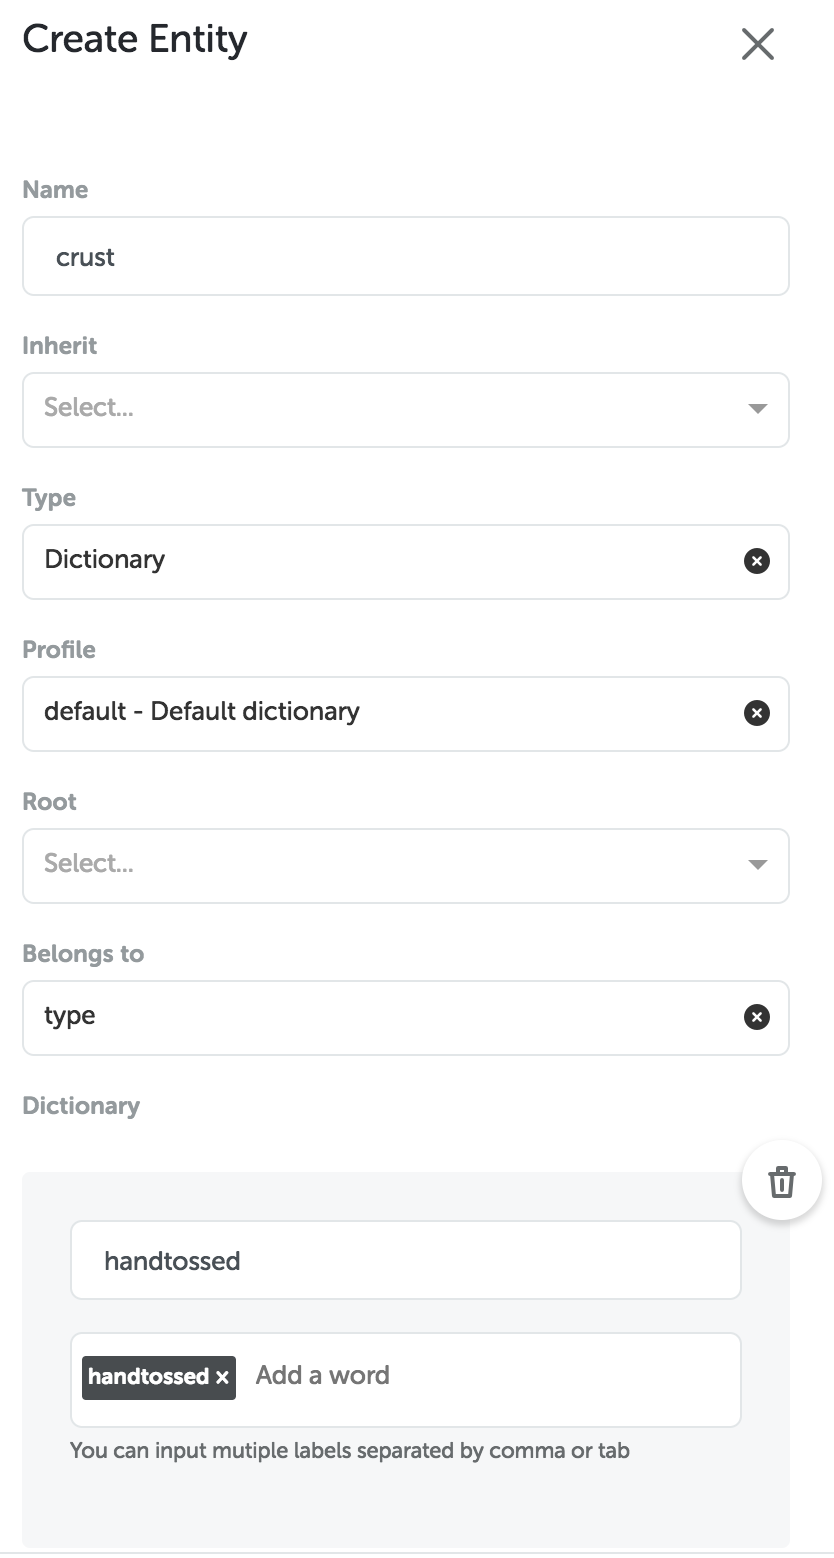 Create Entity
Name
crust
Inherit
Select...
Type
Dictionary
Profile
default - Default dictionary
Root
Select...
Belongs to
type
Dictionary
handtossed
handtossed × Add a word
You can input mutiple labels separated by comma or tab